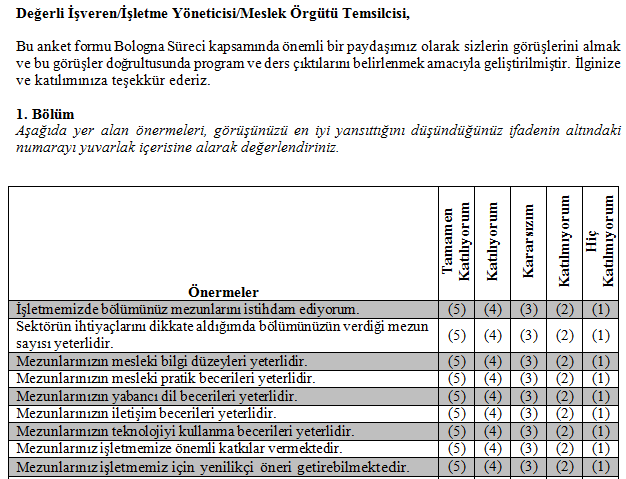 Değerli İşveren/İşletme Yöneticisi/Meslek Örgütü Temsilcisi,
Bu anket formu Bologna Süreci kapsamında önemli bir paydaşımız olarak sizlerin görüşlerini almak
ve bu görüşler doğrultusunda program ve ders çıktılarını belirlenmek amacıyla geliştirilmiştir. İlginize
ve katılımınıza teşekkür ederiz.
1. Bölüm
Aşağıda yer alan önermeleri, görüşünüzü en iyi yansıttığını düşündüğünüz ifadenin altındaki
numarayı yuvarlak içerisine alarak değerlendiriniz.
Önermeler
Tamamen
Katılıyorum
Katılıyorum
Kararsızım
Katılmıyorum
Hiç
Katılmıyorum
İşletmemizde bölümünüz mezunlarını istihdam ediyorum. (5) (4) (3) (2) (1)
Sektörün ihtiyaçlarını dikkate aldığımda bölümünüzün verdiği mezun
sayısı yeterlidir. (5) (4) (3) (2) (1)
Mezunlarınızın mesleki bilgi düzeyleri yeterlidir. (5) (4) (3) (2) (1)
Mezunlarınızın mesleki pratik becerileri yeterlidir. (5) (4) (3) (2) (1)
Mezunlarınızın yabancı dil becerileri yeterlidir. (5) (4) (3) (2) (1)
Mezunlarınızın iletişim becerileri yeterlidir. (5) (4) (3) (2) (1)
Mezunlarınızın teknolojiyi kullanma becerileri yeterlidir. (5) (4) (3) (2) (1)
Mezunlarınız işletmemize önemli katkılar vermektedir. (5) (4) (3) (2) (1)
Mezunlarınız işletmemiz için yenilikçi öneri getirebilmektedir. (5) (4) (3) (2) (1)